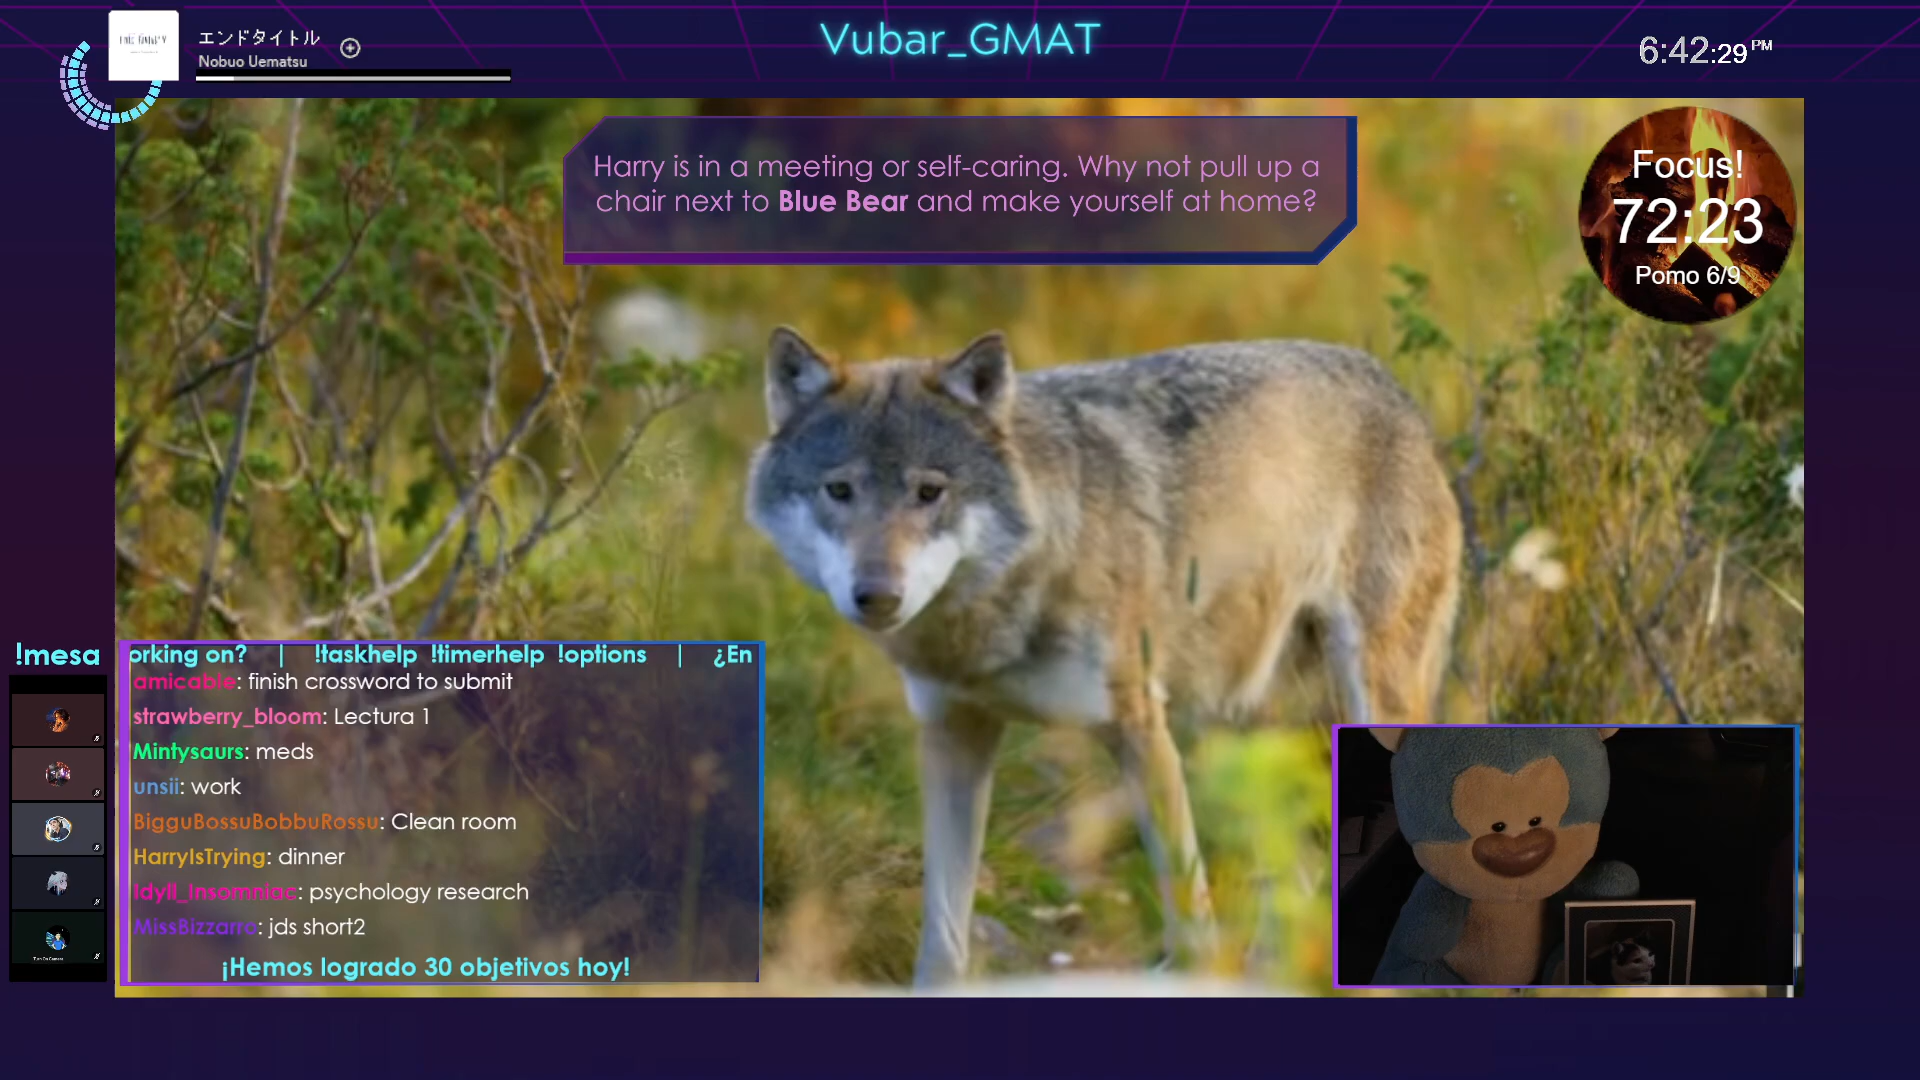 エンドタイトル
Nobuo Uematsu
Vubar_GMAT
6:42:29 PM
Harry is in a meeting or self-caring. Why not pull up a
chair next to Blue Bear and make yourself at home?
Focus!
72:23
Pomo 6/9
!mesa
orking on? | !taskhelp !timerhelp !options | ¿En
amicable: finish crossword to submit
strawberry_bloom: Lectura 1
Mintysaurs: meds
unsii: work
BigguBossuBobbuRossu: Clean room
HarryIsTrying: dinner
Idyll_Insomniac: psychology research
MissBizzarro: jds short2
¡Hemos logrado 30 objetivos hoy!